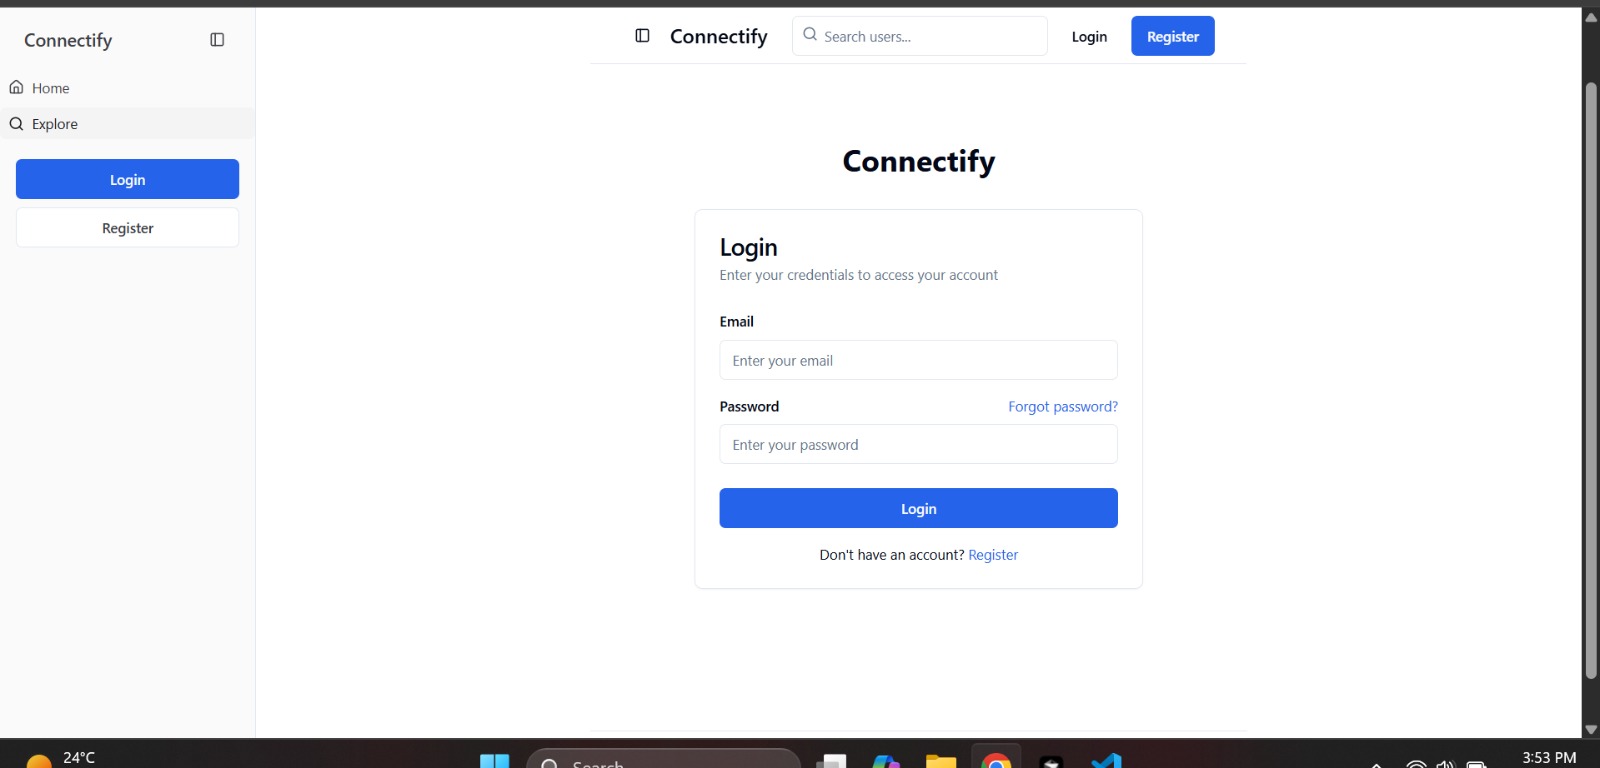 Connectify
Home
Explore
Login
Register
Connectify
Search users...
Login
Register
Connectify
Login
Enter your credentials to access your account
Email
Enter your email
Password
Forgot password?
Enter your password
Login
Don't have an account? Register
24°C
Search
3:53 PM